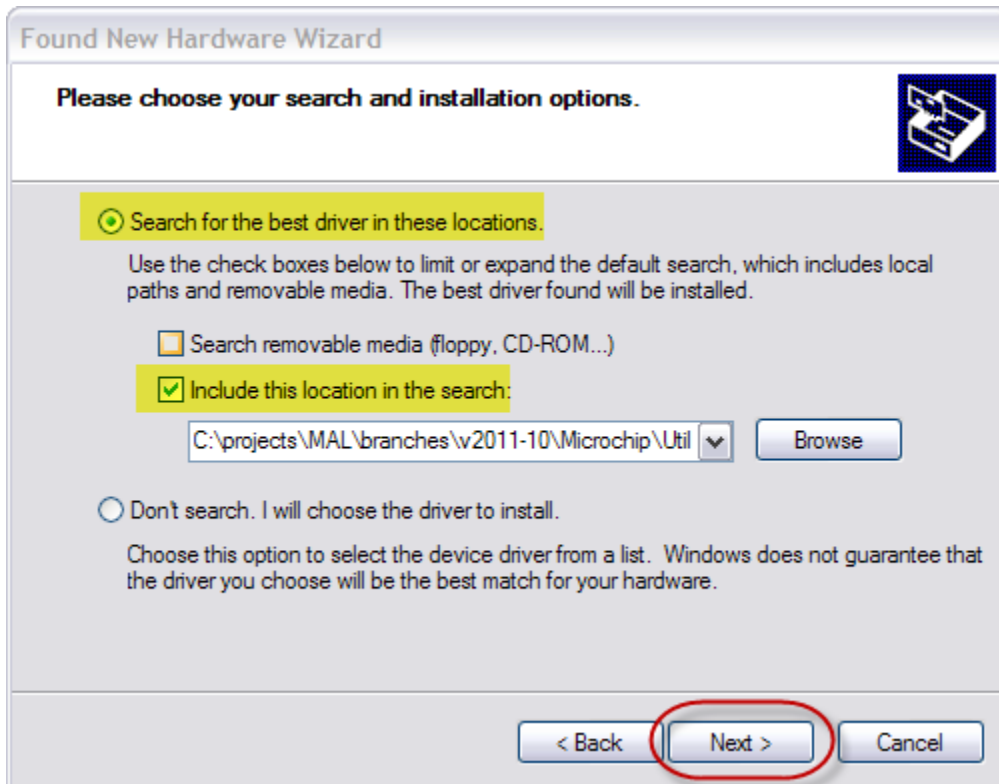 Found New Hardware Wizard
Please choose your search and installation options.
Search for the best driver in these locations.
Use the check boxes below to limit or expand the default search, which includes local
paths and removable media. The best driver found will be installed.
Search removable media (floppy, CD-ROM...)
Include this location in the search:
C:\projects\MAL\branches\v2011-10\Microchip\Util
Browse
Don't search. I will choose the driver to install.
Choose this option to select the device driver from a list.  Windows does not guarantee that
the driver you choose will be the best match for your hardware.
< Back
Next >
Cancel